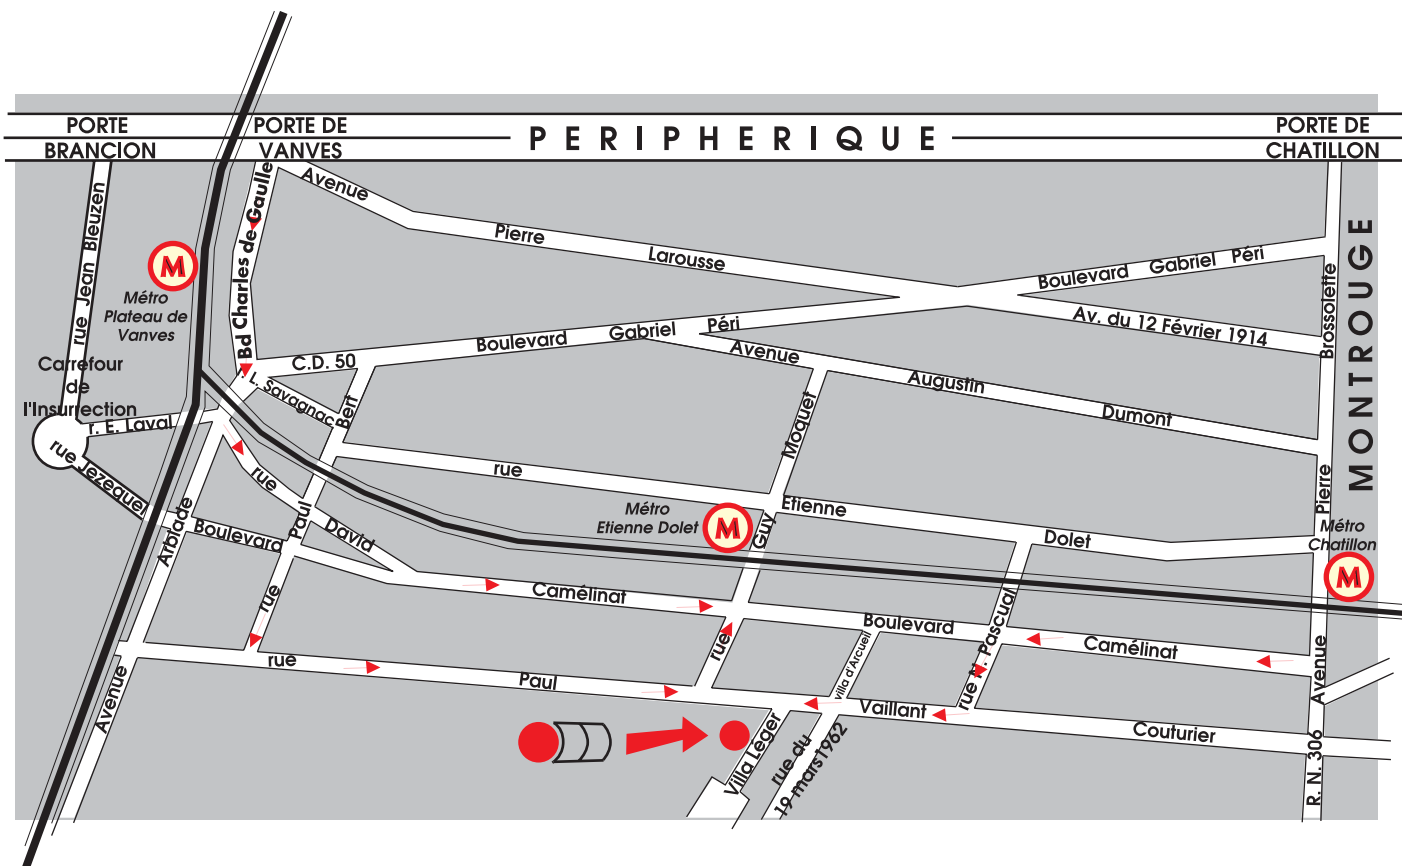 PORTE
BRANCION
PORTE DE
VANVES
PERIPHERIQUE
PORTE DE
CHATILLON
rue Jean Bleuzen
Bd Charles de Gaulle
Avenue
Pierre
Larousse
Boulevard Gabriel Péri
Av. du 12 Février 1914
Brossolette
MONTROUGE
M
Métro
Plateau de
Vanves
Boulevard Gabriel Péri
C.D. 50
Avenue
Augustin
Dumont
Carrefour
de
l'Insurrection
r. L. Savagnac
r. E. Laval
rue Jezequel
Bert
Moquet
rue
Pierre
rue
Etienne
Dolet
Métro
Etienne Dolet
M
Métro
Chatillon
M
Arblade
Boulevard
Paul
David
Guy
Camélinat
rue
Boulevard
Camélinat
rue N. Pascual
villa d'Arcueil
rue
Avenue
rue
Paul
Vaillant
Couturier
Avenue
Villa Léger
rue du
19 mars1962
R. N. 306